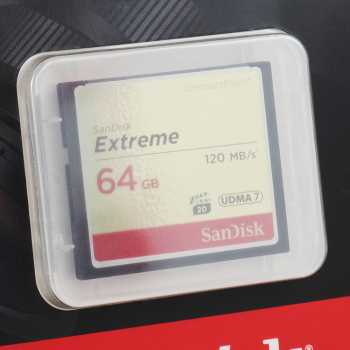 CompactFlash
SanDisk
Extreme
120 MB/s
64 GB
20
UDMA 7
SanDisk
®